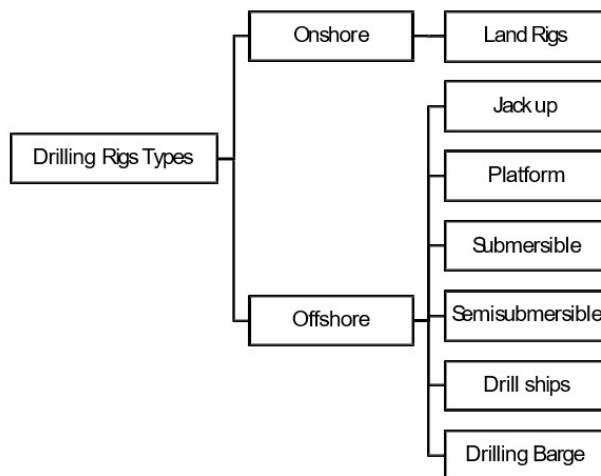 Onshore
Land Rigs
Jack up
Drilling Rigs Types
Platform
Submersible
Offshore
Semisubmersible
Drill ships
Drilling Barge